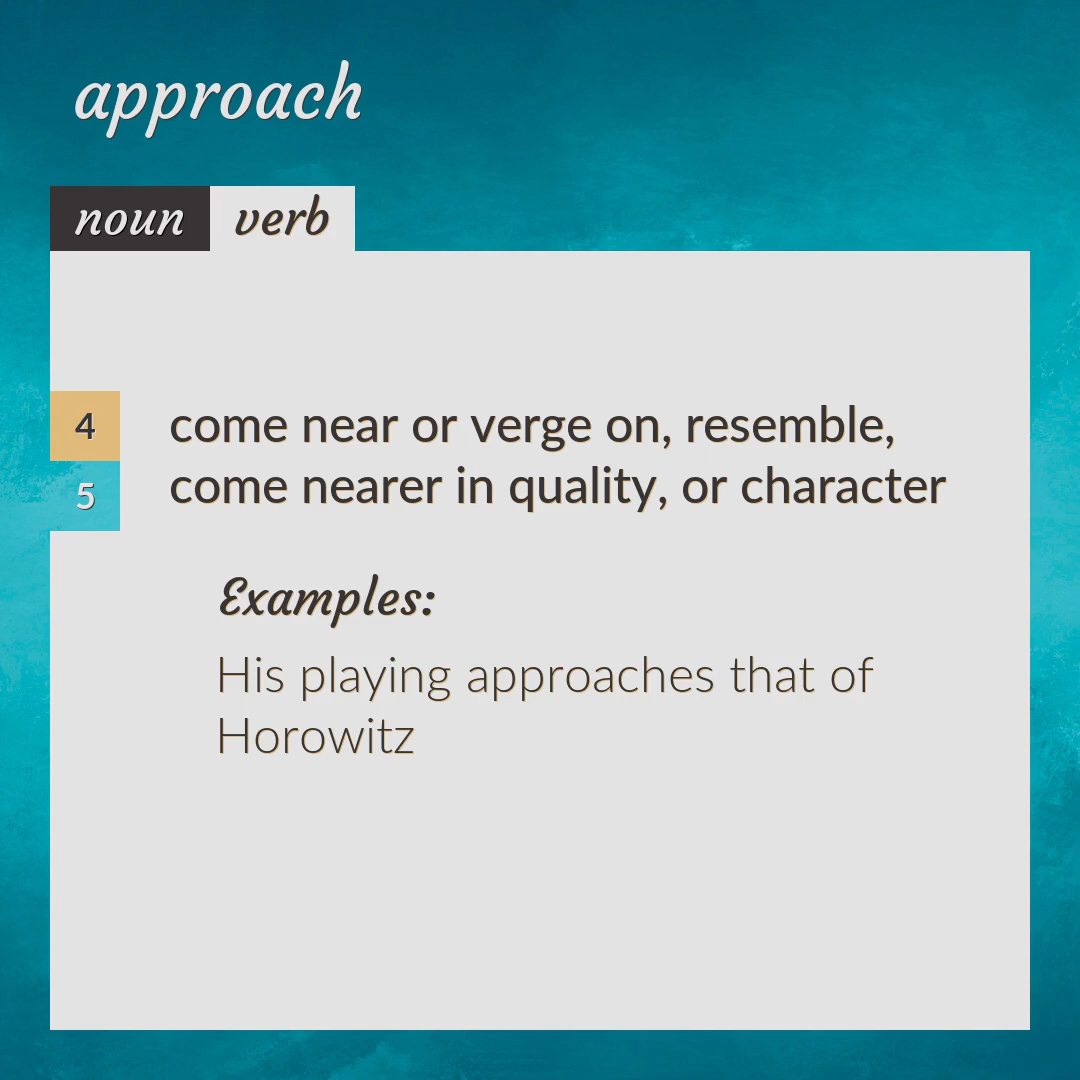 approach
noun verb
4
5
come near or verge on, resemble,
come nearer in quality, or character
Examples:
His playing approaches that of
Horowitz